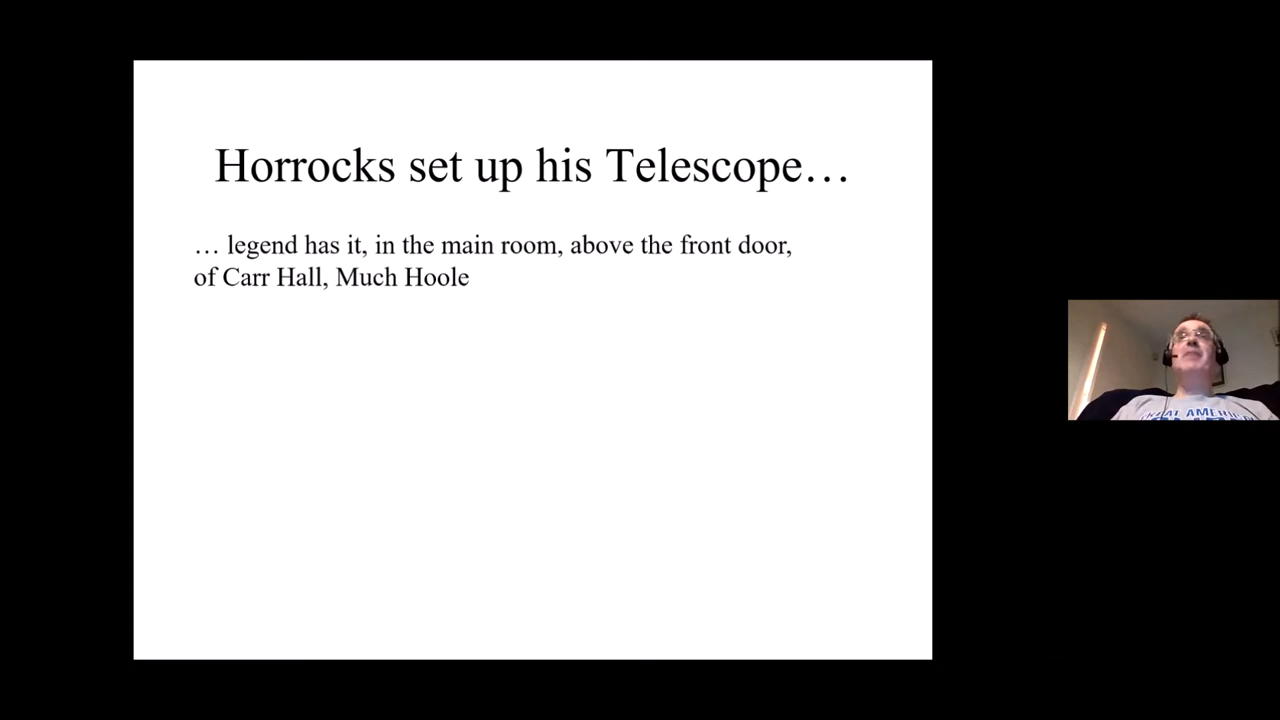 Horrocks set up his Telescope…
… legend has it, in the main room, above the front door,
of Carr Hall, Much Hoole